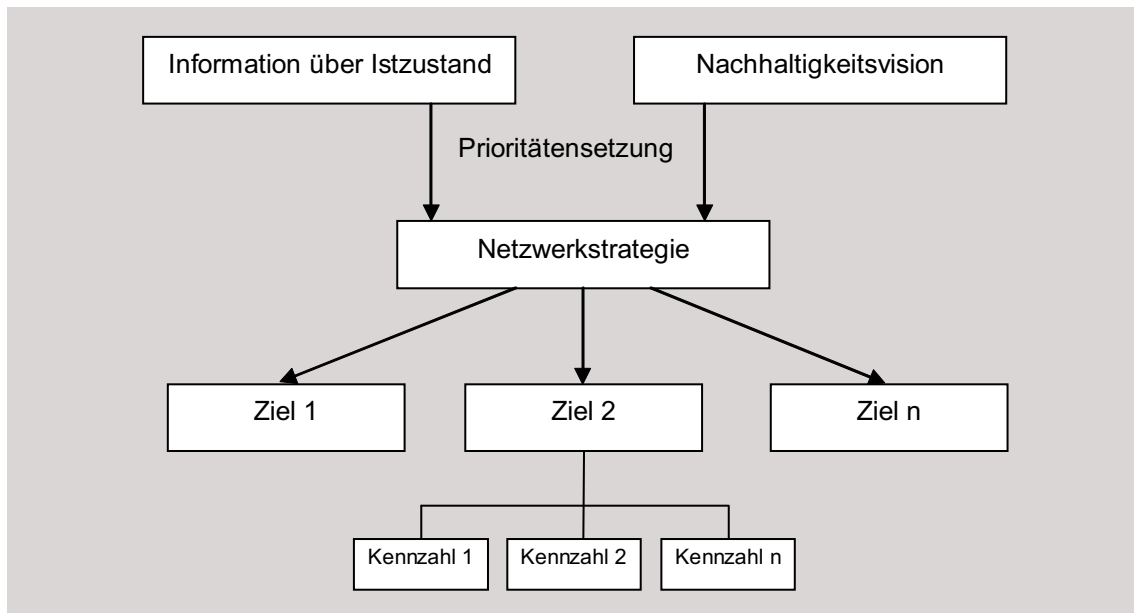 Information über Istzustand
Nachhaltigkeitsvision
Prioritätensetzung
Netzwerkstrategie
Ziel 1
Ziel 2
Ziel n
Kennzahl 1
Kennzahl 2
Kennzahl n